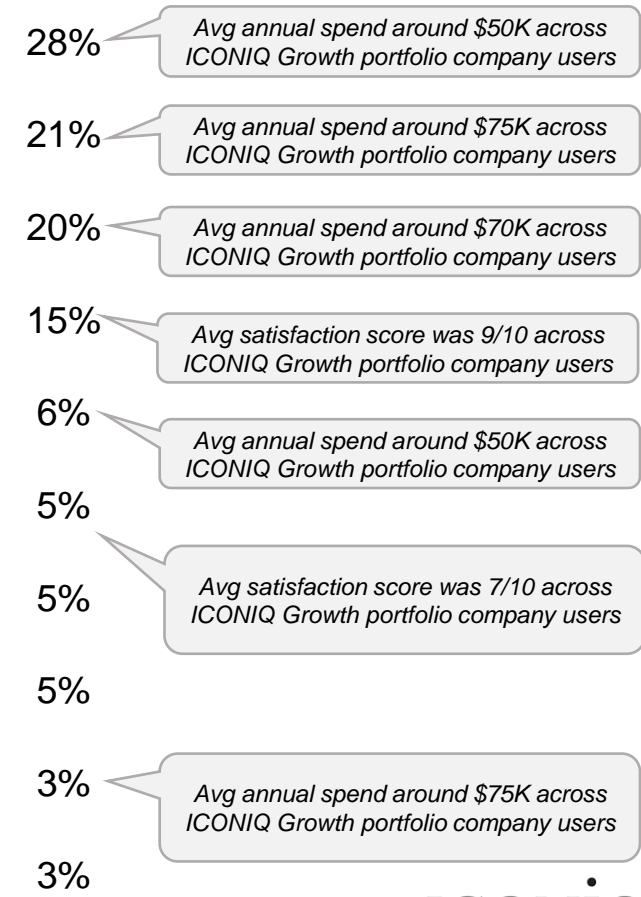 28%
Avg annual spend around $50K across
ICONIQ Growth portfolio company users
21%
Avg annual spend around $75K across
ICONIQ Growth portfolio company users
20%
Avg annual spend around $70K across
ICONIQ Growth portfolio company users
15%
Avg satisfaction score was 9/10 across
ICONIQ Growth portfolio company users
6%
Avg annual spend around $50K across
ICONIQ Growth portfolio company users
5%
5%
Avg satisfaction score was 7/10 across
ICONIQ Growth portfolio company users
5%
3%
Avg annual spend around $75K across
ICONIQ Growth portfolio company users
3%